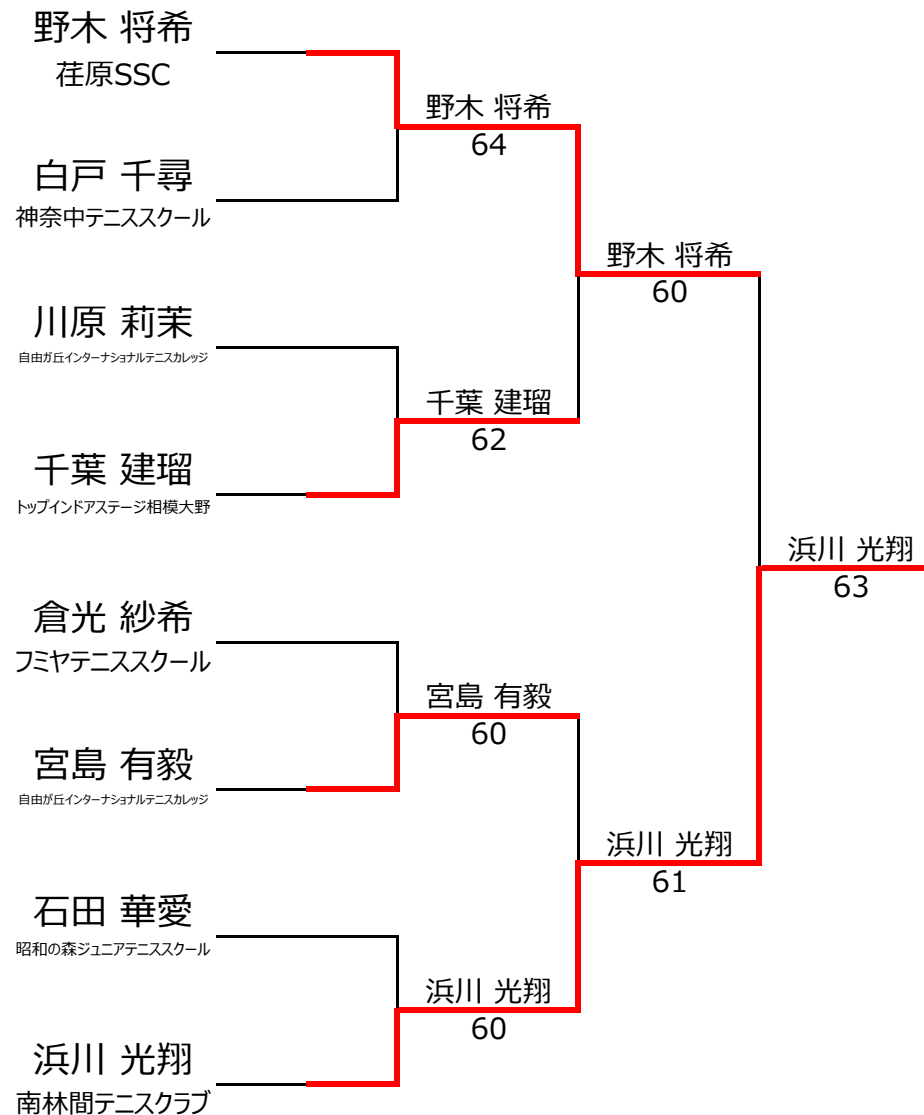 野木 将希
荏原SSC
白戸 千尋
神奈中テニススクール
川原 莉茉
自由が丘インターナショナルテニスカレッジ
千葉 建瑠
トップインドアステージ相模大野
倉光 紗希
フミヤテニススクール
宮島 有毅
自由が丘インターナショナルテニスカレッジ
石田 華愛
昭和の森ジュニアテニススクール
浜川 光翔
南林間テニスクラブ
野木 将希
64
千葉 建瑠
62
宮島 有毅
60
浜川 光翔
60
野木 将希
60
浜川 光翔
61
浜川 光翔
63